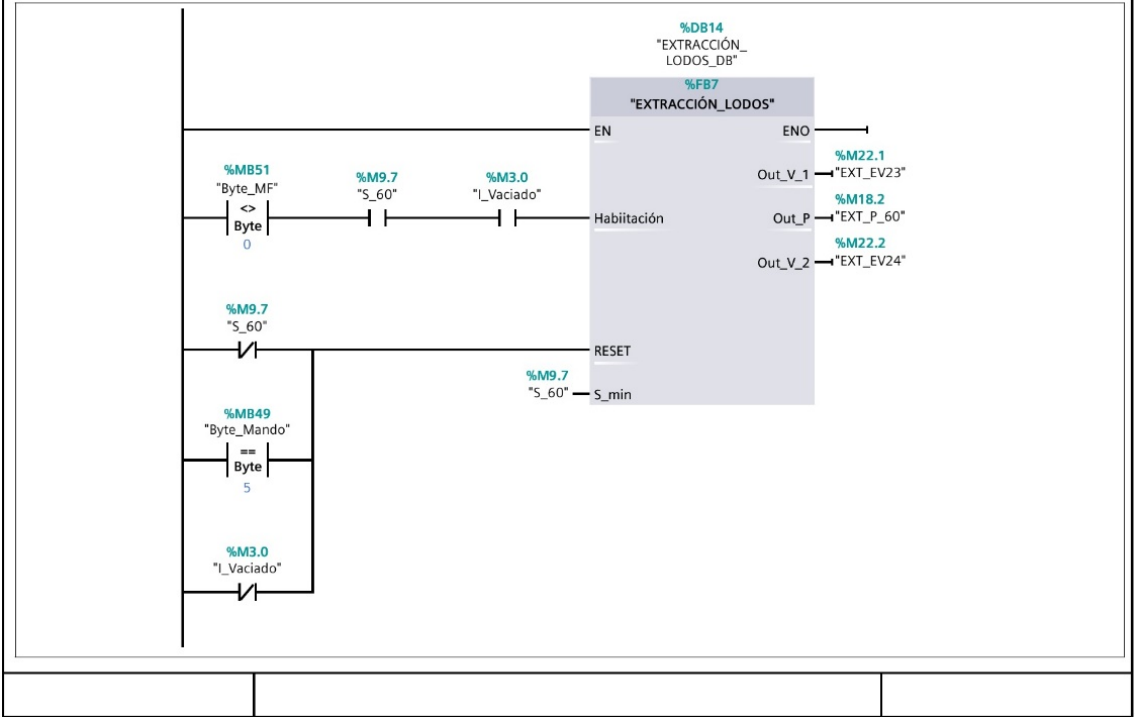 %DB14
"EXTRACCIÓN_
LODOS_DB"
%FB7
"EXTRACCIÓN_LODOS"
EN
ENO
%MB51
"Byte_MF"
<>
Byte
0
%M9.7
"S_60"
%M3.0
"I_Vaciado"
Habiitación
Out_V_1
%M22.1
"EXT_EV23"
Out_P
%M18.2
"EXT_P_60"
Out_V_2
%M22.2
"EXT_EV24"
%M9.7
"S_60"
RESET
%M9.7
"S_60"
S_min
%MB49
"Byte_Mando"
==
Byte
5
%M3.0
"I_Vaciado"